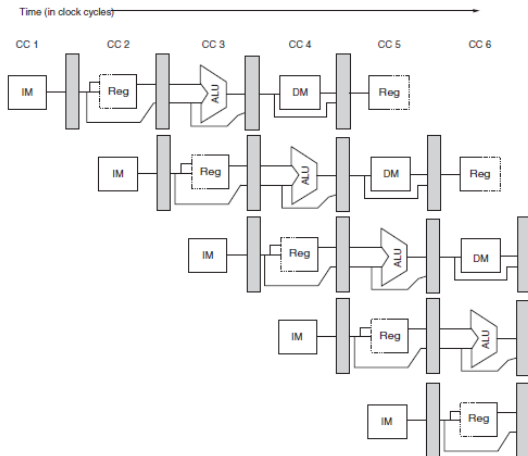 Time (in clock cycles)
CC 1 CC 2 CC 3 CC 4 CC 5 CC 6
IM Reg ALU DM Reg
IM Reg ALU DM Reg
IM Reg ALU DM
IM Reg ALU
IM Reg